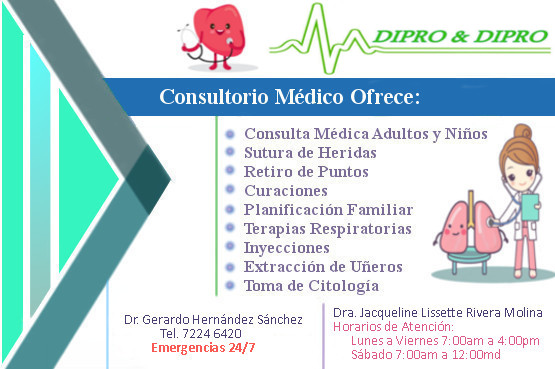 DIPRO & DIPRO
Consultorio Médico Ofrece:
Consulta Médica Adultos y Niños
Sutura de Heridas
Retiro de Puntos
Curaciones
Planificación Familiar
Terapias Respiratorias
Inyecciones
Extracción de Uñeros
Toma de Citología
Dr. Gerardo Hernández Sánchez
Tel. 7224 6420
Emergencias 24/7
Dra. Jacqueline Lissette Rivera Molina
Horarios de Atención:
Lunes a Viernes 7:00am a 4:00pm
Sábado 7:00am a 12:00md